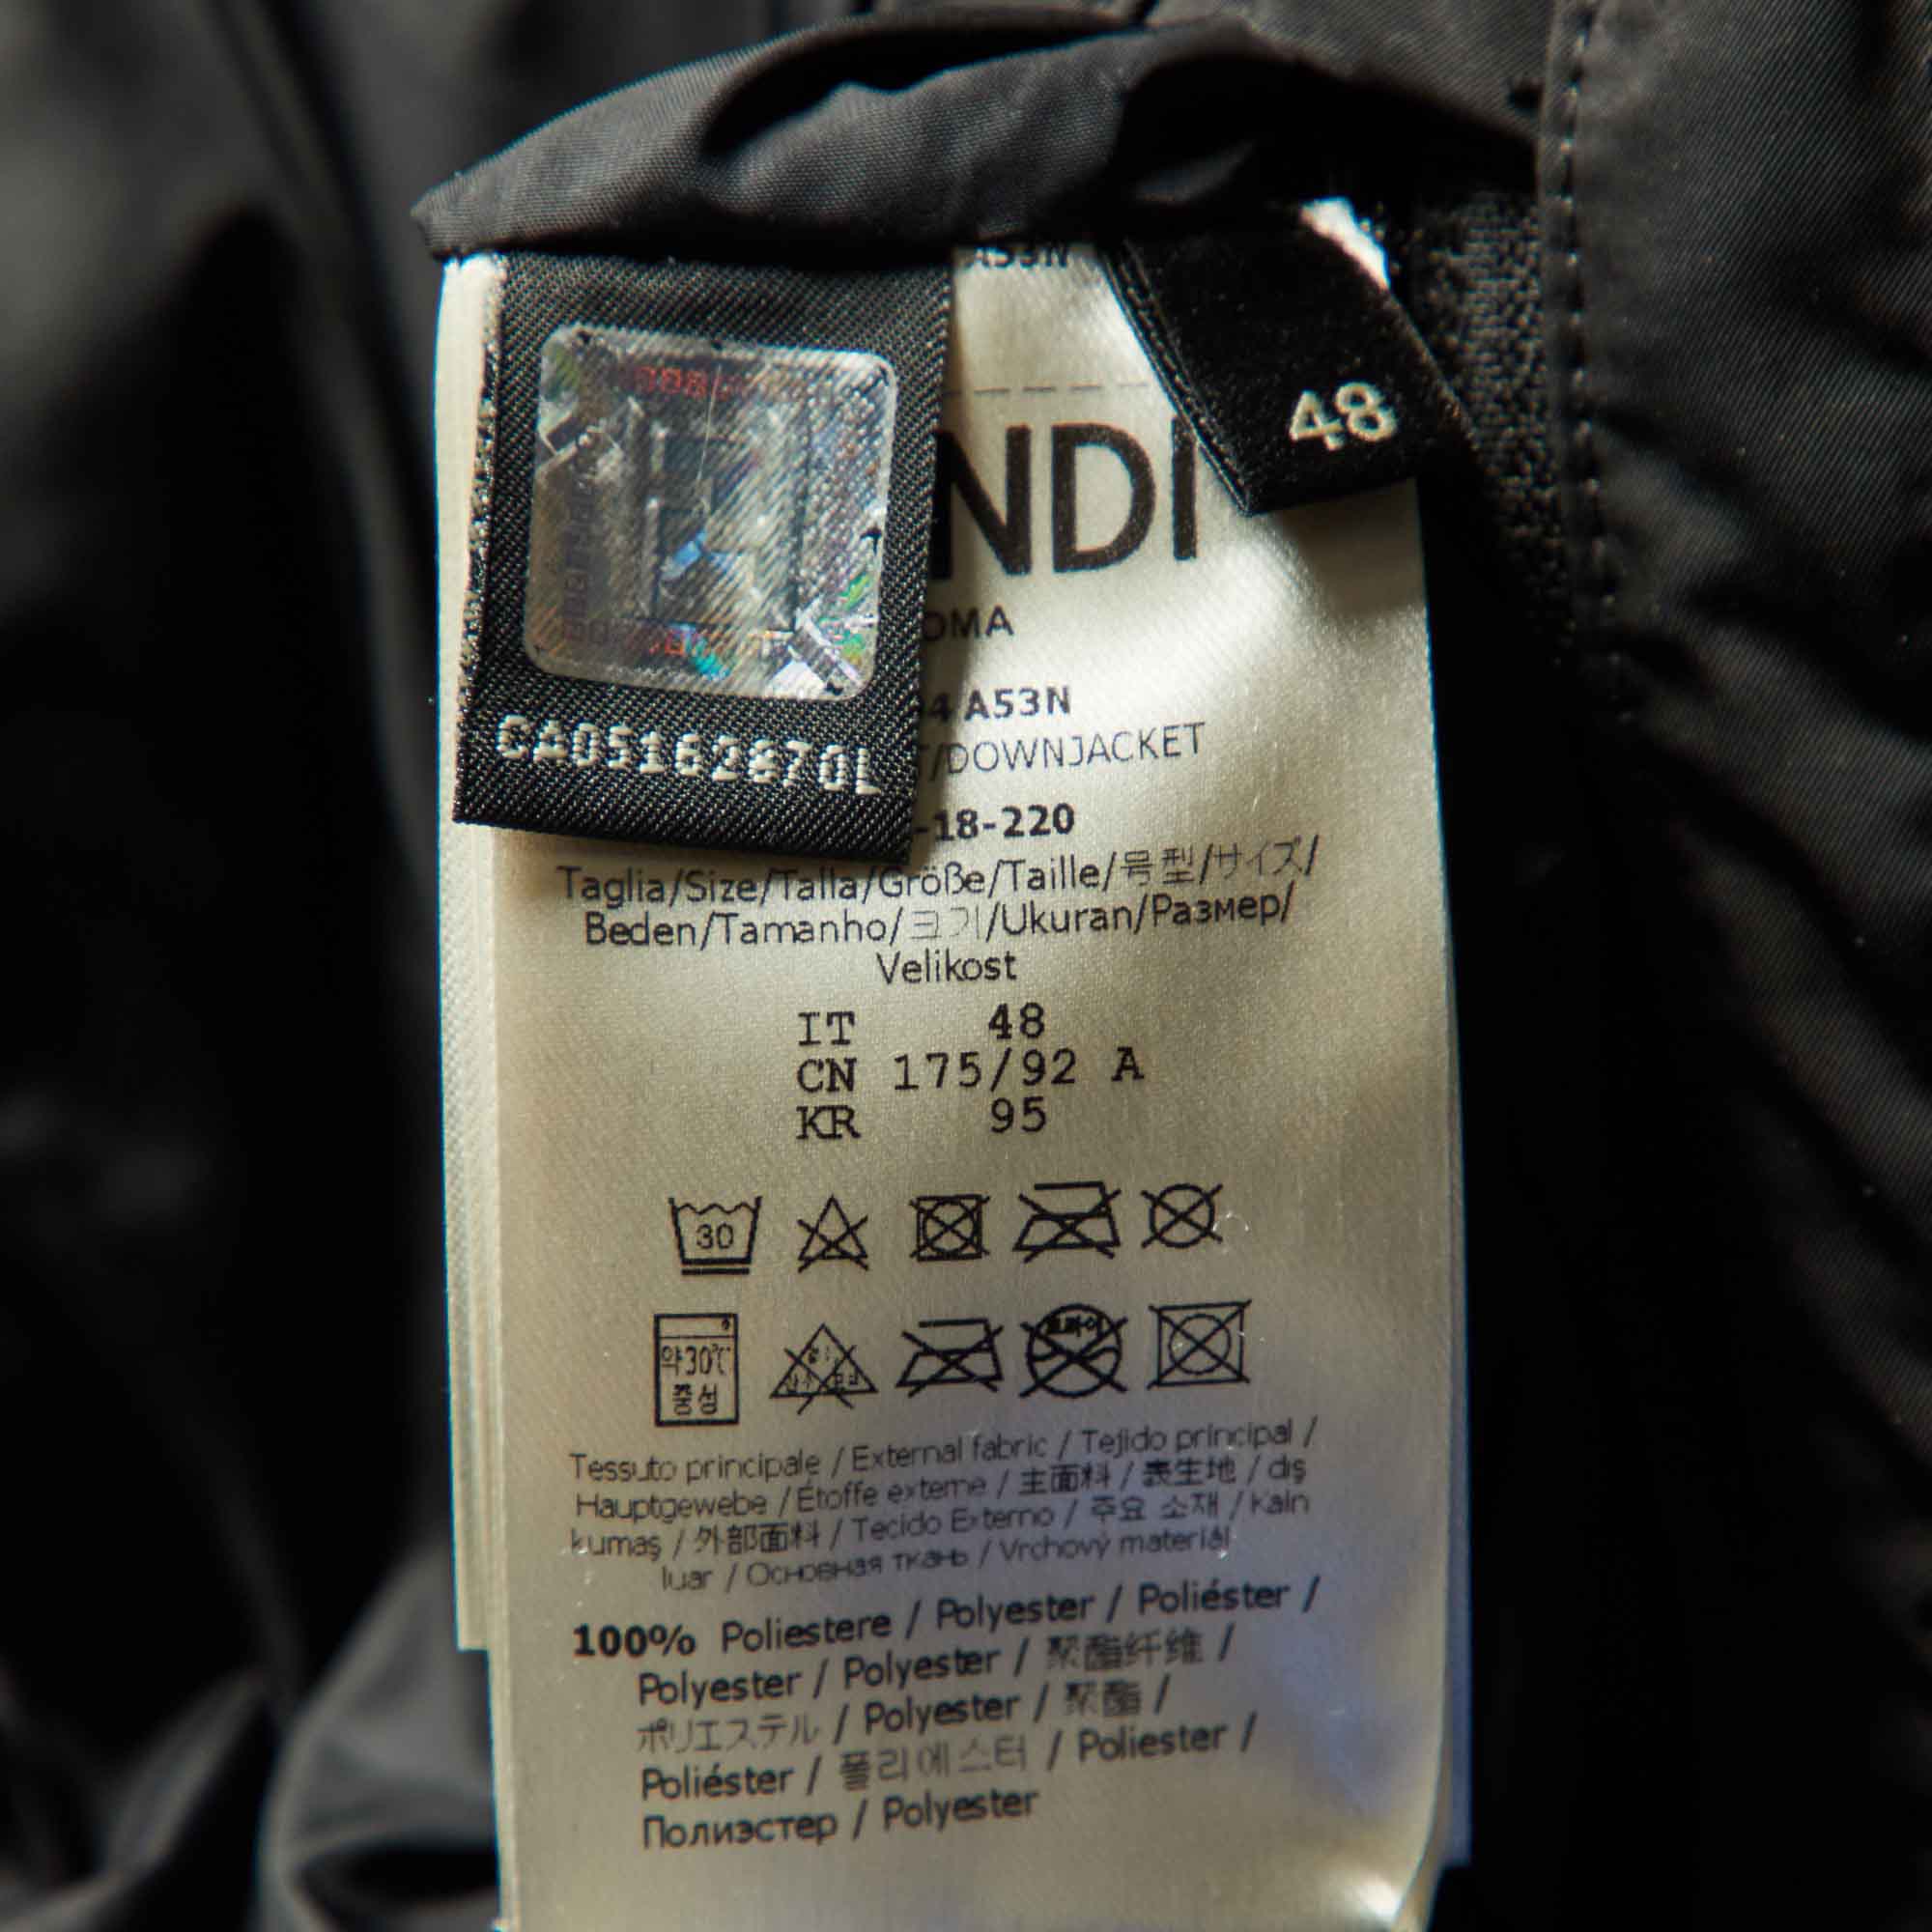 A53N
48
NDI
OMA
4 A53N
/DOWNJACKET
-18-220
CA05162870L
Taglia/Size/Talla/Größe/Taille/号型/サイズ/
Beden/Tamanho/크기/Ukuran/Размер/
Velikost
IT 48
CN 175/92 A
KR 95
30
약30℃
중성
Tessuto principale / External fabric / Tejido principal /
Hauptgewebe / Étoffe externe / 主面料 / 表生地 / dış
kumaş / 外部面料 / Tecido Externo / 주요 소재 / Kain
luar / Основная ткань / Vrchový materiál
100% Poliestere / Polyester / Poliéster /
Polyester / Polyester / 聚酯纤维 /
ポリエステル / Polyester / 聚酯 /
Poliéster / 폴리에스터 / Poliester /
Полиэстер / Polyester